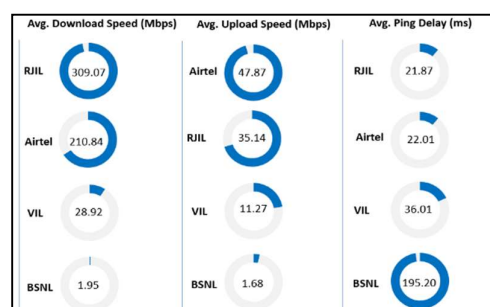 Avg. Download Speed (Mbps)
RJIL 309.07
Airtel 210.84
VIL 28.92
BSNL 1.95
Avg. Upload Speed (Mbps)
Airtel 47.87
RJIL 35.14
VIL 11.27
BSNL 1.68
Avg. Ping Delay (ms)
RJIL 21.87
Airtel 22.01
VIL 36.01
BSNL 195.20